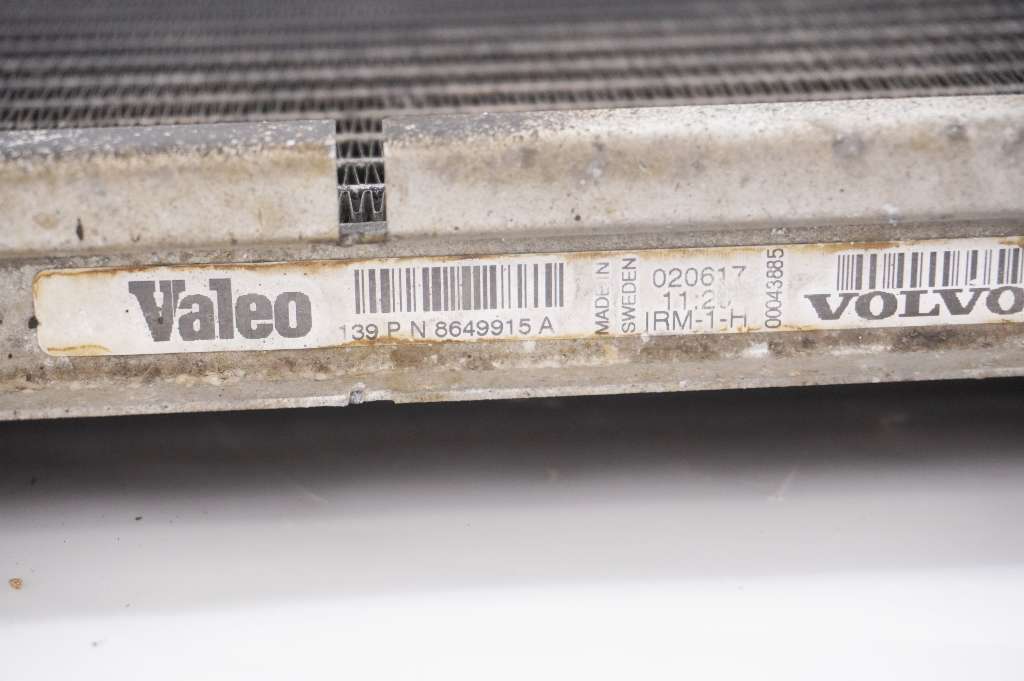 Valeo
139 P N 8649915 A
MADE IN
SWEDEN
020617
IRM-1-H
00043885
VOLVO